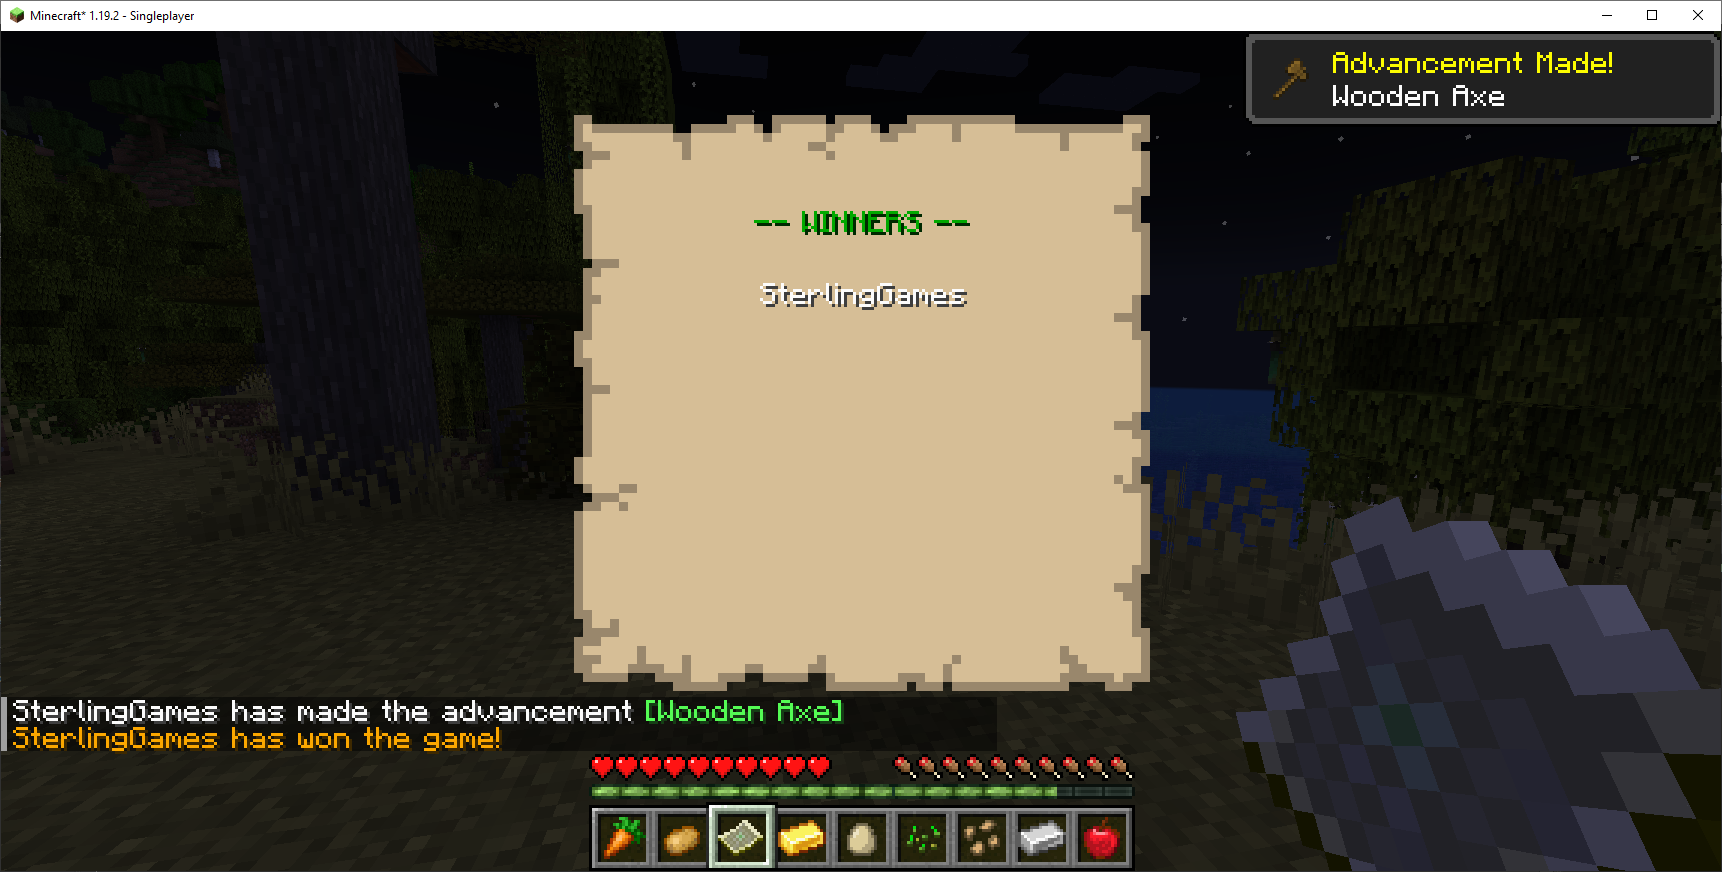 Minecraft* 1.19.2 - Singleplayer
Advancement Made!
Wooden Axe
-- WINNERS --
SterlingGames
SterlingGames has made the advancement [Wooden Axe]
SterlingGames has won the game!